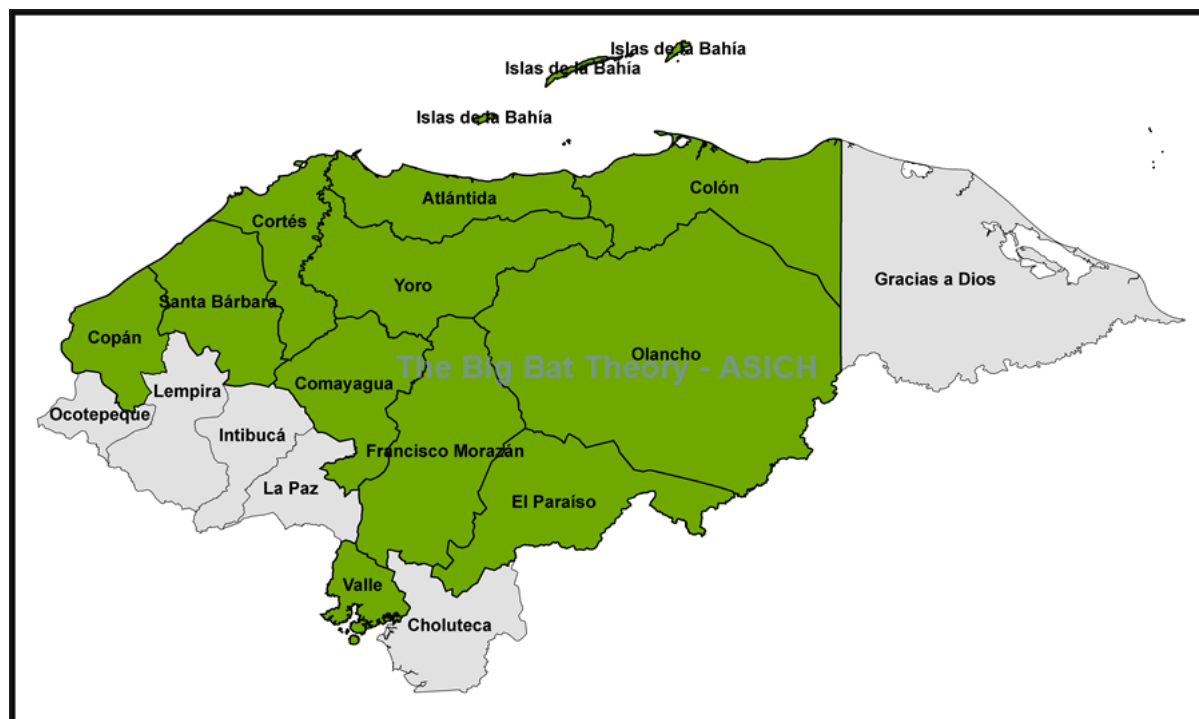 Islas de la Bahía
Islas de la Bahía
Islas de la Bahía
Colón
Atlántida
Cortés
Gracias a Dios
Yoro
Santa Bárbara
Copán
Olancho
The Big Bat Theory - ASICH
Comayagua
Lempira
Ocotepeque
Intibucá
Francisco Morazán
La Paz
El Paraíso
Valle
Choluteca